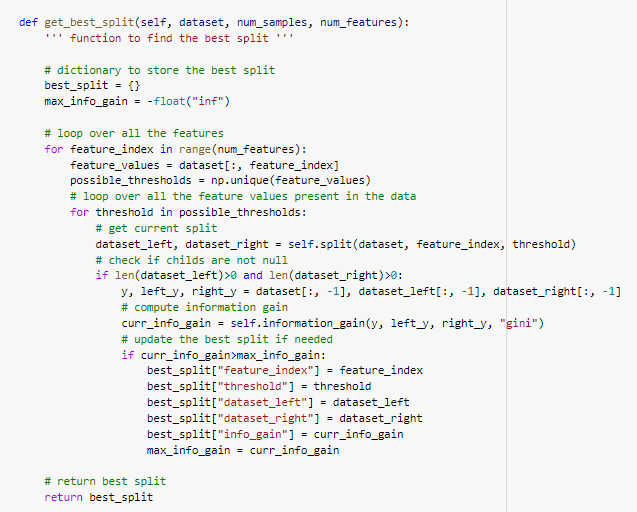 def get_best_split(self, dataset, num_samples, num_features):
    ''' function to find the best split '''

    # dictionary to store the best split
    best_split = {}
    max_info_gain = -float("inf")

    # loop over all the features
    for feature_index in range(num_features):
        feature_values = dataset[:, feature_index]
        possible_thresholds = np.unique(feature_values)
        # loop over all the feature values present in the data
        for threshold in possible_thresholds:
            # get current split
            dataset_left, dataset_right = self.split(dataset, feature_index, threshold)
            # check if childs are not null
            if len(dataset_left)>0 and len(dataset_right)>0:
                y, left_y, right_y = dataset[:, -1], dataset_left[:, -1], dataset_right[:, -1]
                # compute information gain
                curr_info_gain = self.information_gain(y, left_y, right_y, "gini")
                # update the best split if needed
                if curr_info_gain>max_info_gain:
                    best_split["feature_index"] = feature_index
                    best_split["threshold"] = threshold
                    best_split["dataset_left"] = dataset_left
                    best_split["dataset_right"] = dataset_right
                    best_split["info_gain"] = curr_info_gain
                    max_info_gain = curr_info_gain

    # return best split
    return best_split